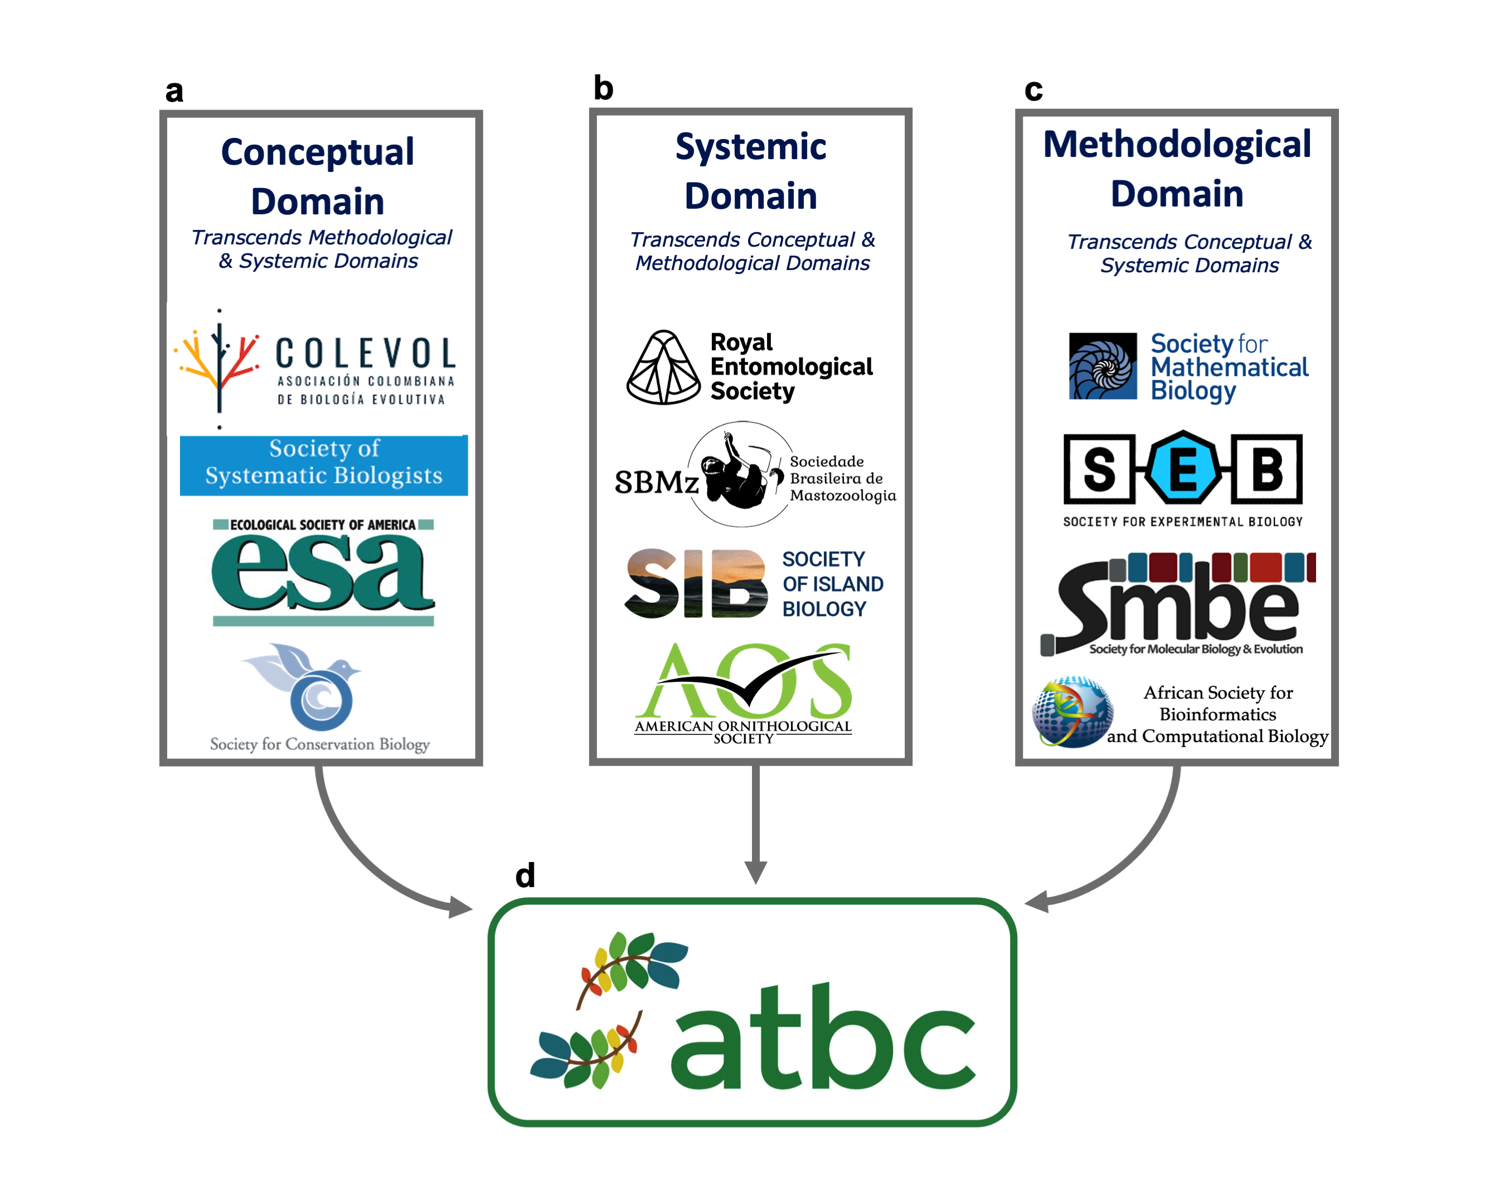 a
Conceptual
Domain
Transcends Methodological
& Systemic Domains
COLEVOL
ASOCIACIÓN COLOMBIANA
DE BIOLOGÍA EVOLUTIVA
Society of
Systematic Biologists
ECOLOGICAL SOCIETY OF AMERICA
esa
Society for Conservation Biology
b
Systemic
Domain
Transcends Conceptual &
Methodological Domains
Royal
Entomological
Society
SBMz
Sociedade
Brasileira de
Mastozoologia
SIB
SOCIETY
OF ISLAND
BIOLOGY
AOS
AMERICAN ORNITHOLOGICAL
SOCIETY
c
Methodological
Domain
Transcends Conceptual &
Systemic Domains
Society for
Mathematical
Biology
SEB
SOCIETY FOR EXPERIMENTAL BIOLOGY
Smbe
Society for Molecular Biology & Evolution
African Society for
Bioinformatics
and Computational Biology
d
atbc